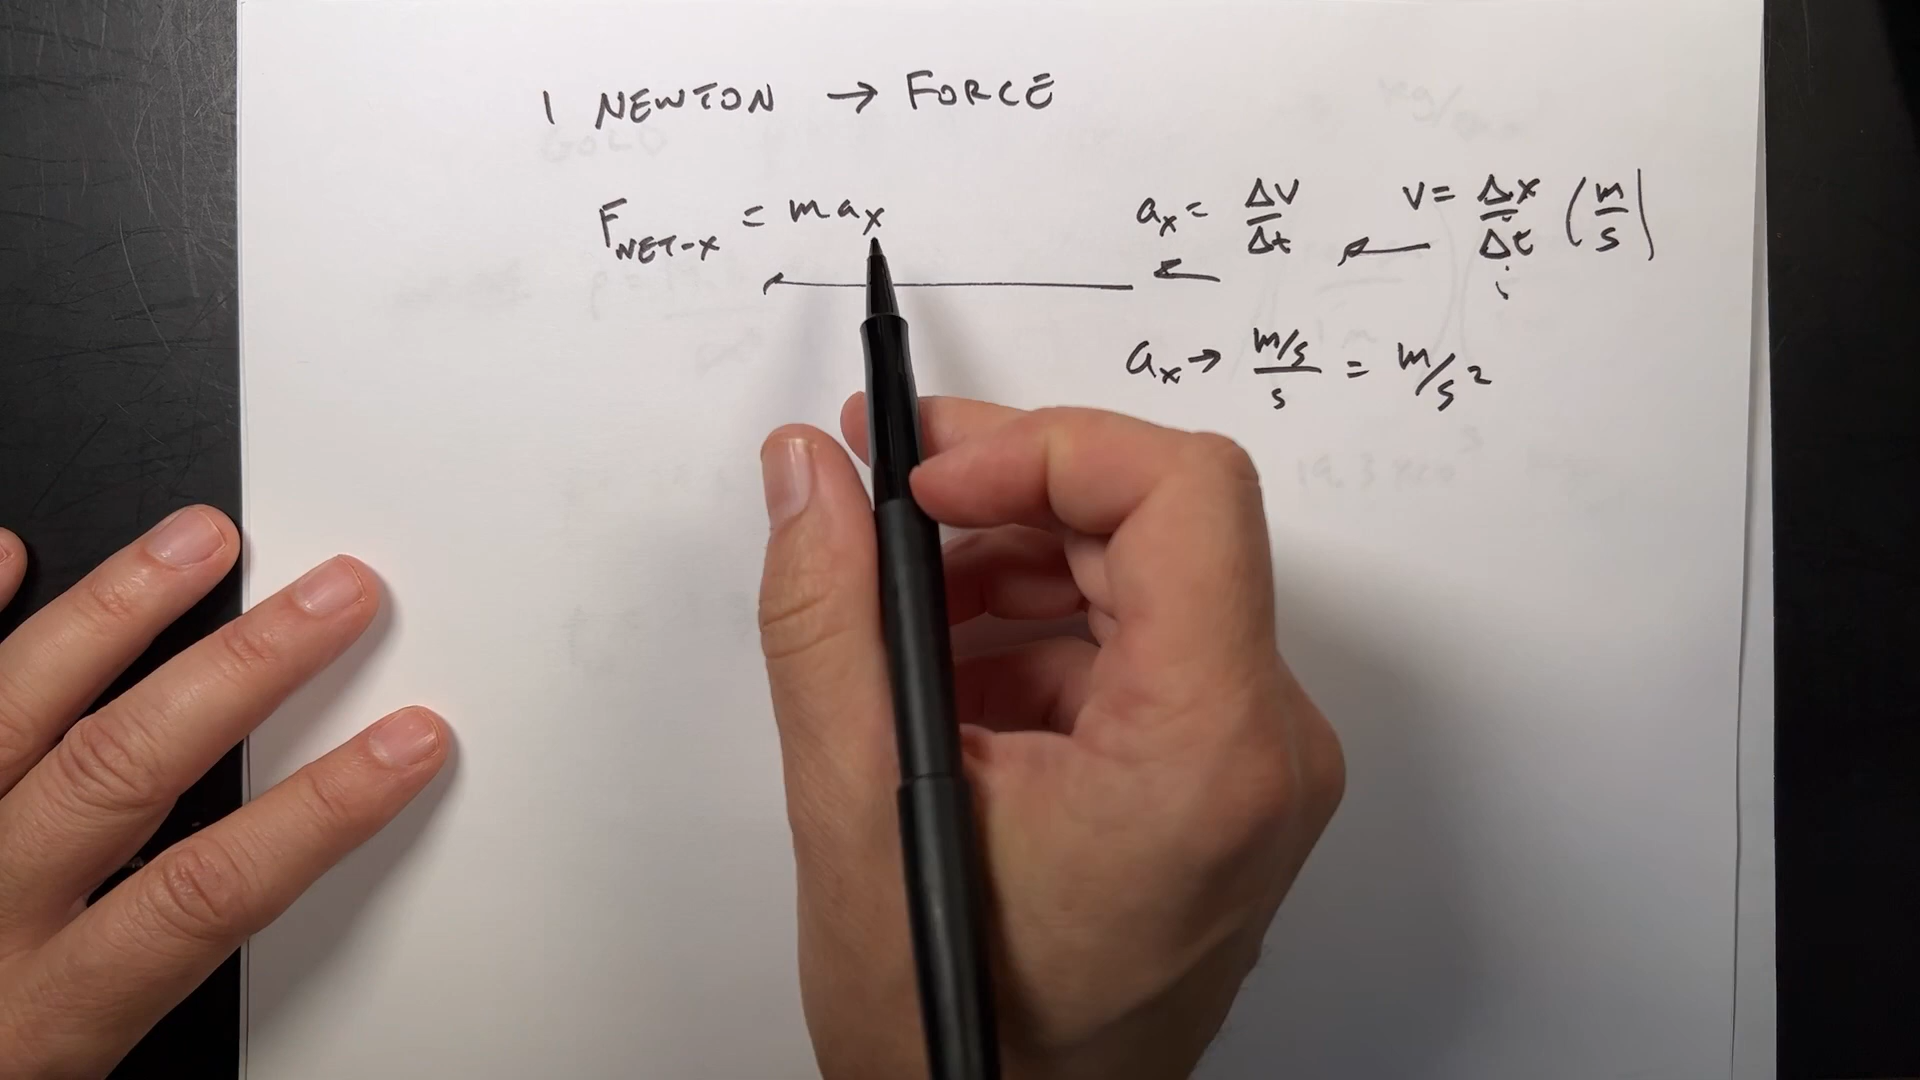 1 NEWTON → FORCE
F_NET-X = ma_x
a_x = Δv/Δt
v = Δx/Δt (m/s)
a_x → m/s/s = m/s²